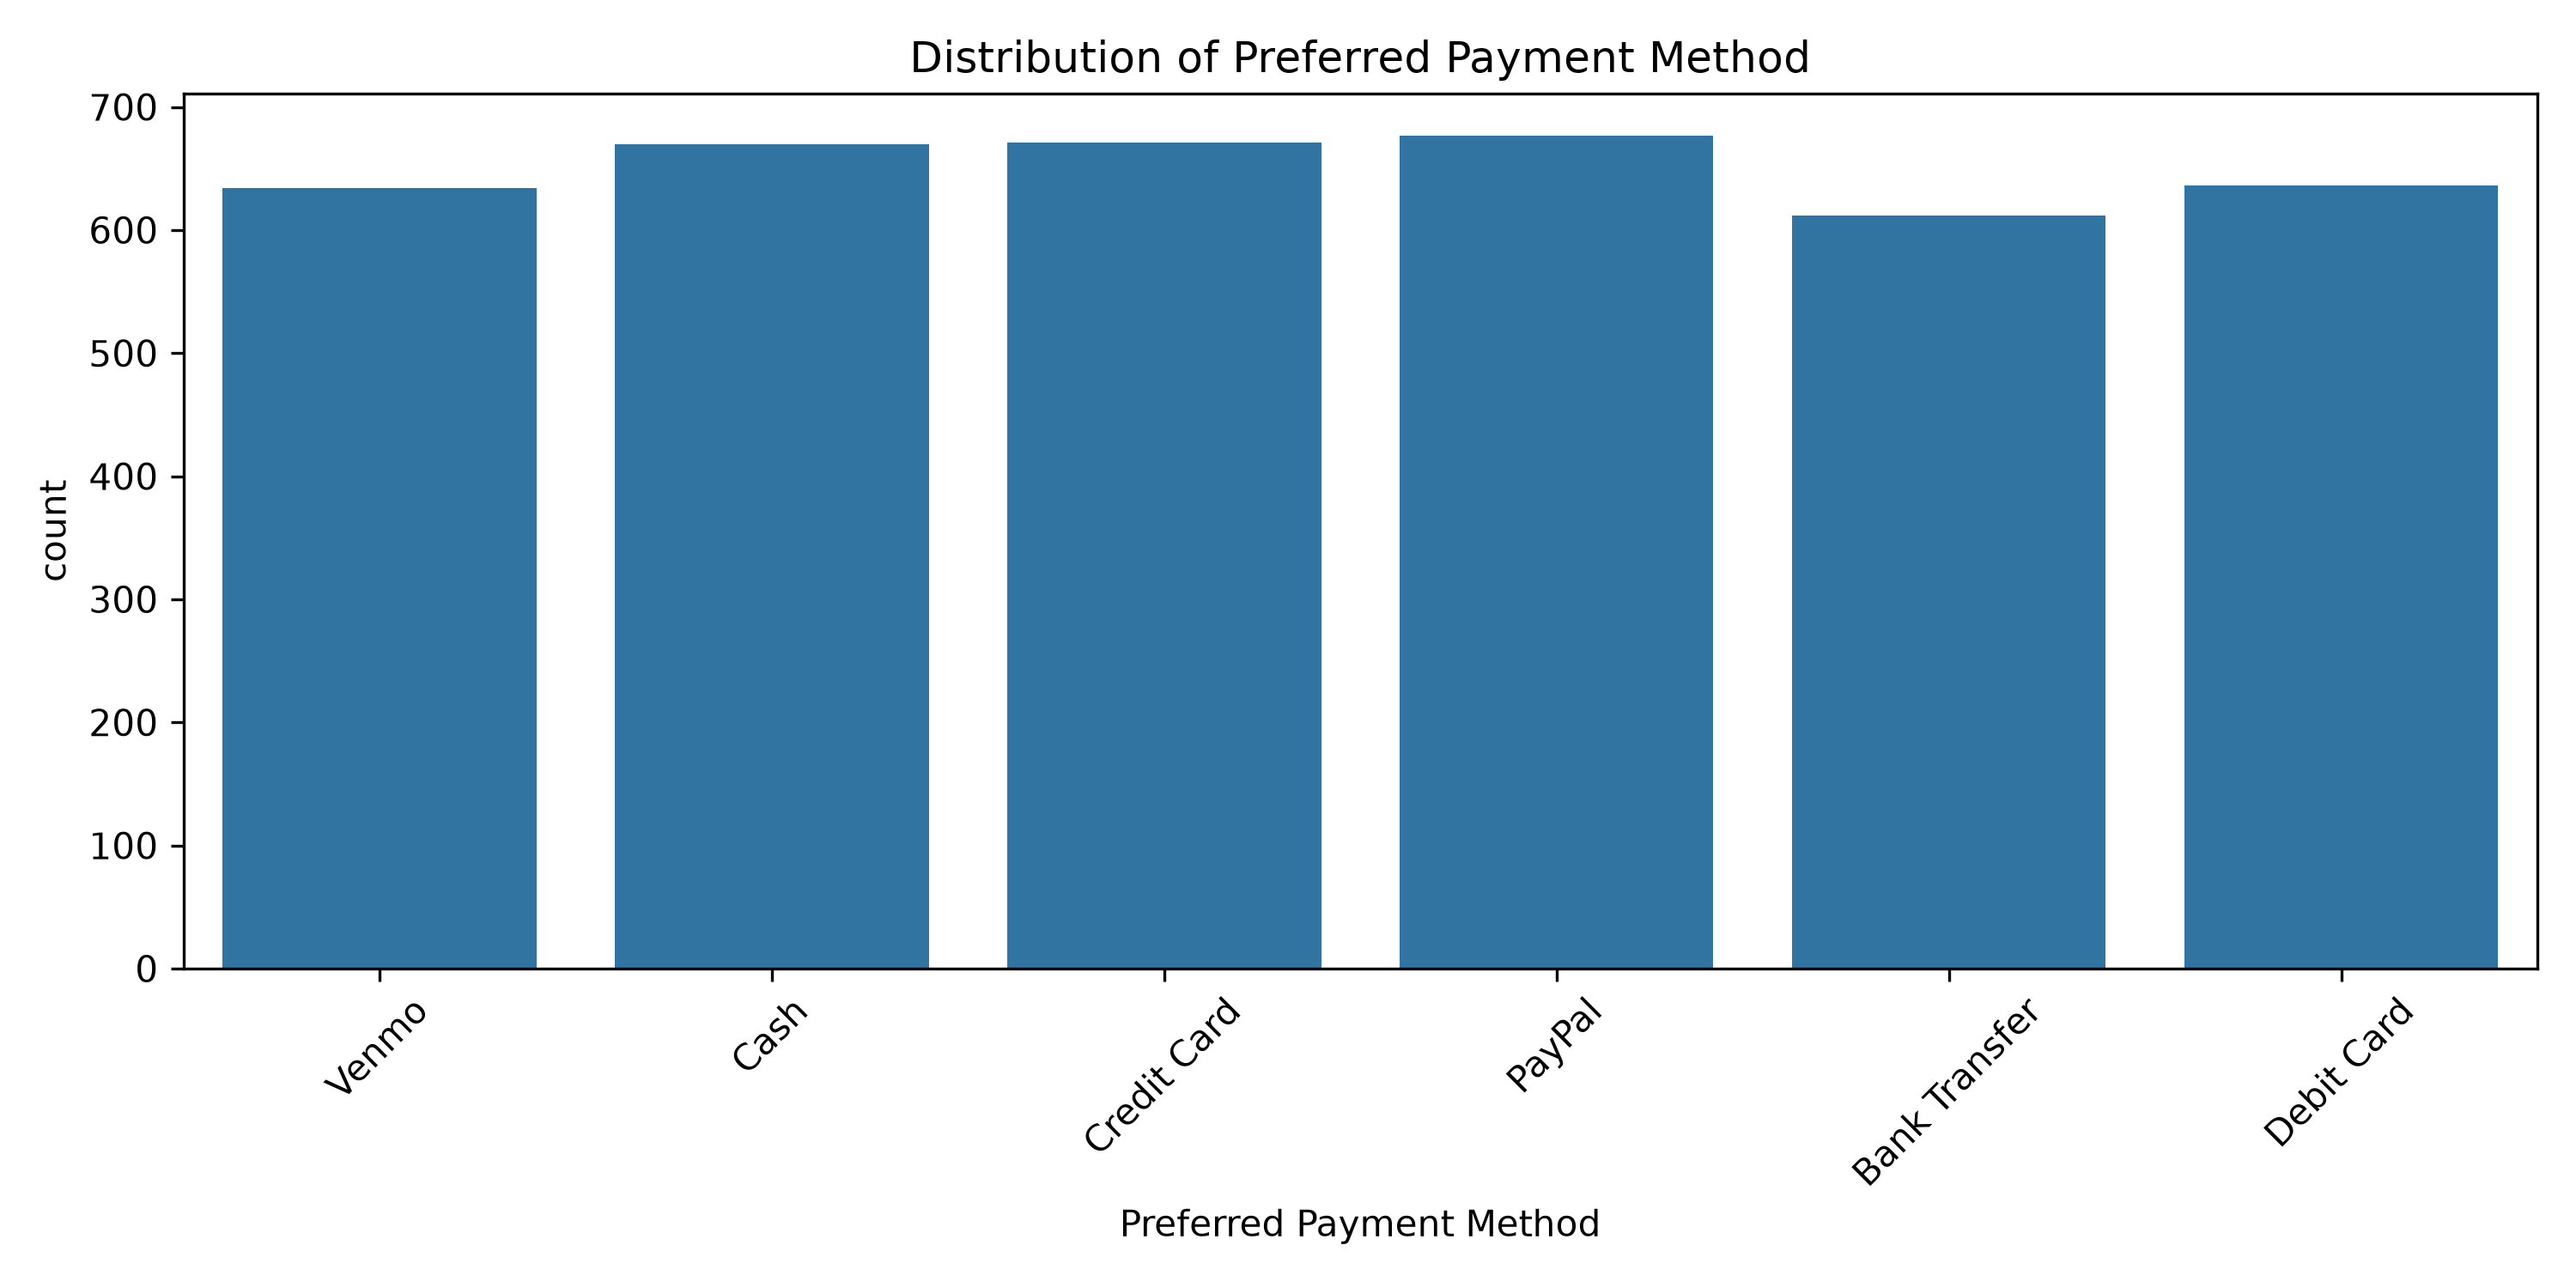 Distribution of Preferred Payment Method
700
600
500
400
300
200
100
0
count
Venmo
Cash
Credit Card
PayPal
Bank Transfer
Debit Card
Preferred Payment Method